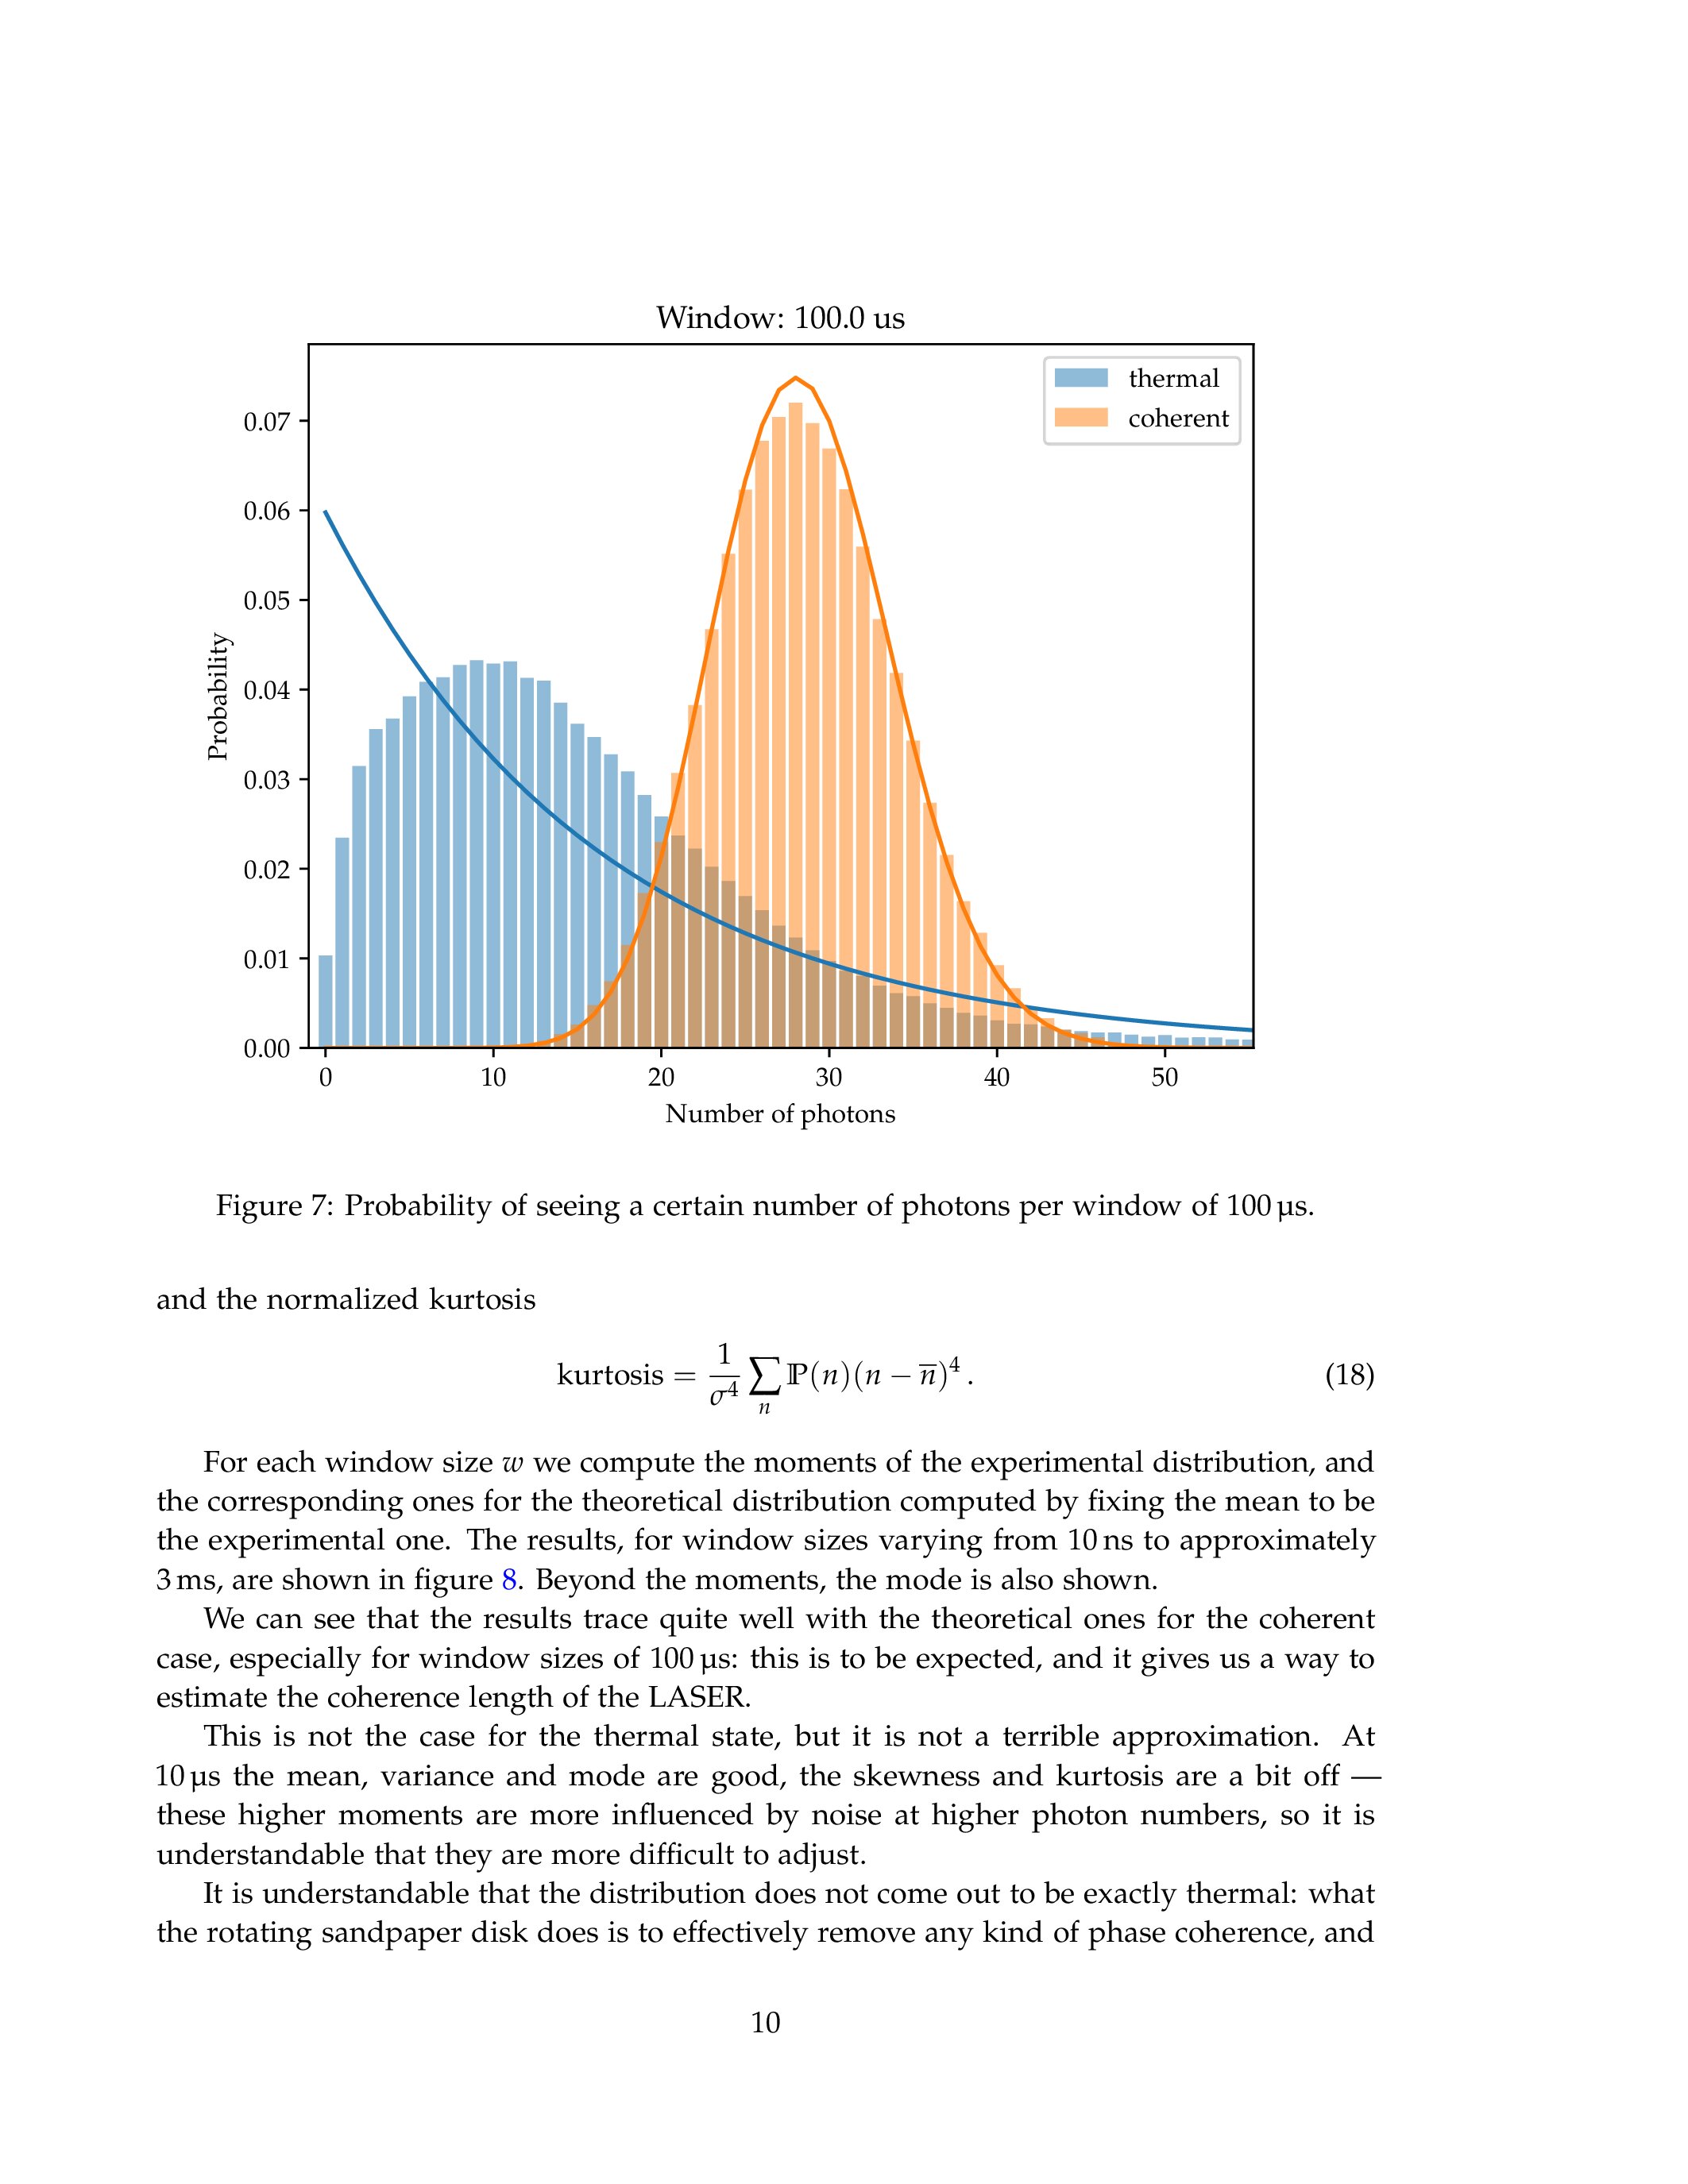 Window: 100.0 us
thermal
coherent
0.07
0.06
0.05
0.04
0.03
0.02
0.01
0.00
Probability
0 10 20 30 40 50
Number of photons
Figure 7: Probability of seeing a certain number of photons per window of 100 µs.
and the normalized kurtosis
kurtosis = \frac{1}{σ^4} \sum_n ℙ(n)(n − \overline{n})^4 . (18)
For each window size w we compute the moments of the experimental distribution, and
the corresponding ones for the theoretical distribution computed by fixing the mean to be
the experimental one. The results, for window sizes varying from 10 ns to approximately
3 ms, are shown in figure 8. Beyond the moments, the mode is also shown.
We can see that the results trace quite well with the theoretical ones for the coherent
case, especially for window sizes of 100 µs: this is to be expected, and it gives us a way to
estimate the coherence length of the LASER.
This is not the case for the thermal state, but it is not a terrible approximation. At
10 µs the mean, variance and mode are good, the skewness and kurtosis are a bit off —
these higher moments are more influenced by noise at higher photon numbers, so it is
understandable that they are more difficult to adjust.
It is understandable that the distribution does not come out to be exactly thermal: what
the rotating sandpaper disk does is to effectively remove any kind of phase coherence, and
10